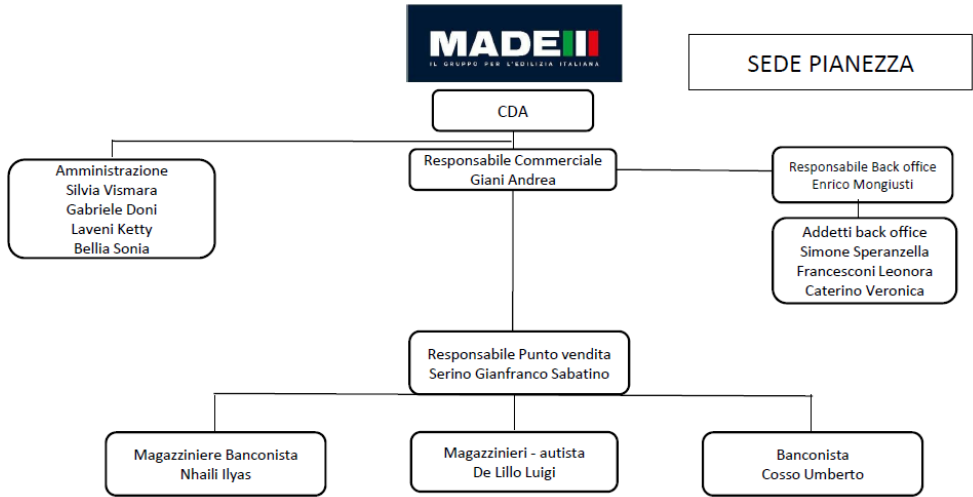 MADE
IL GRUPPO PER L'EDILIZIA ITALIANA
SEDE PIANEZZA
CDA
Amministrazione
Silvia Vismara
Gabriele Doni
Laveni Ketty
Bellia Sonia
Responsabile Commerciale
Giani Andrea
Responsabile Back office
Enrico Mongiusti
Addetti back office
Simone Speranzella
Francesconi Leonora
Caterino Veronica
Responsabile Punto vendita
Serino Gianfranco Sabatino
Magazziniere Banconista
Nhaili Ilyas
Magazzinieri - autista
De Lillo Luigi
Banconista
Cosso Umberto